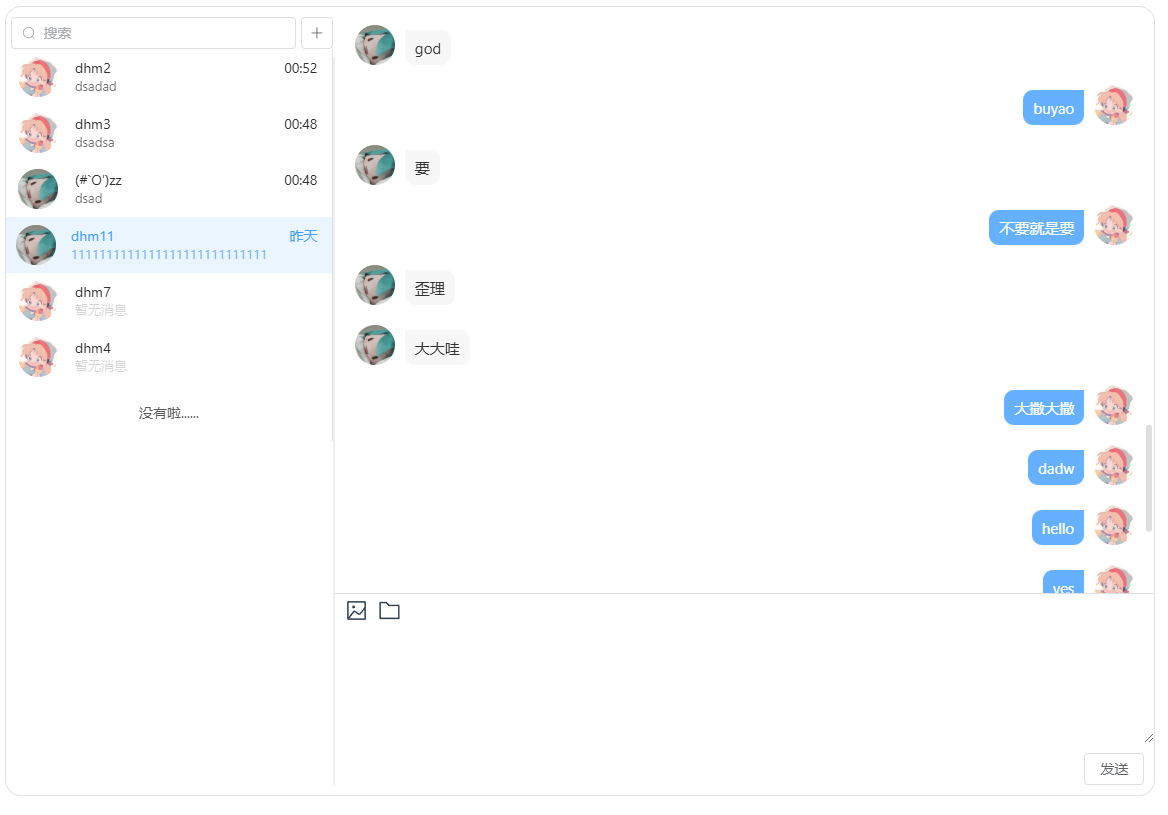 搜索
dhm2
00:52
dsadad
dhm3
00:48
dsadsa
(#`O')zz
00:48
dsad
dhm11
昨天
1111111111111111111111111111
dhm7
暂无消息
dhm4
暂无消息
没有啦......
god
buyao
要
不要就是要
歪理
大大哇
大撒大撒
dadw
hello
yes
发送